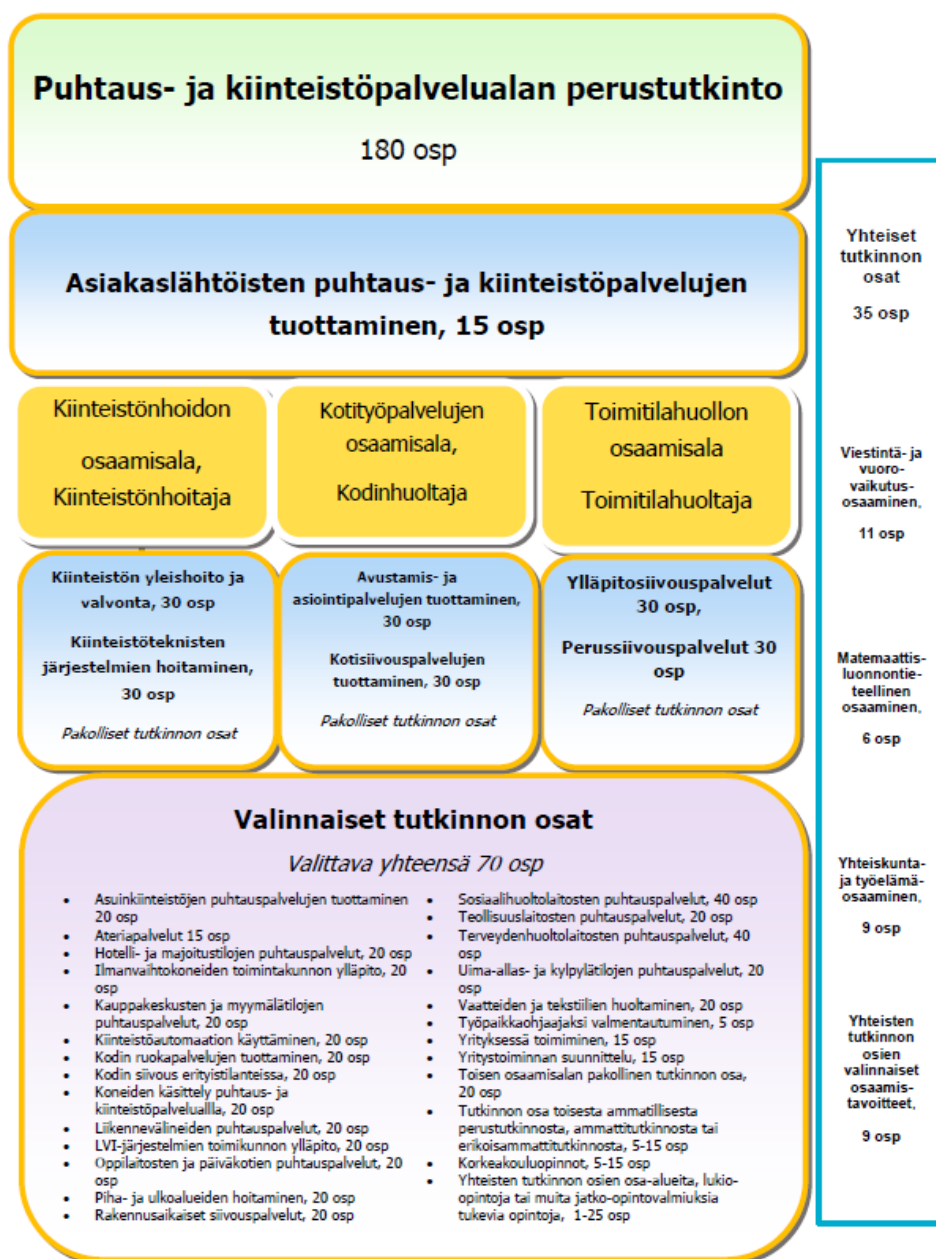 Puhtaus- ja kiinteistöpalvelualan perustutkinto
180 osp
Asiakaslähtöisten puhtaus- ja kiinteistöpalvelujen
tuottaminen, 15 osp
Kiinteistönhoidon
osaamisala,
Kiinteistönhoitaja
Kotityöpalvelujen
osaamisala,
Kodinhuoltaja
Toimitilahuollon
osaamisala
Toimitilahuoltaja
Kiinteistön yleishoito ja
valvonta, 30 osp
Kiinteistöteknisten
järjestelmien hoitaminen,
30 osp
Pakolliset tutkinnon osat
Avustamis- ja
asiointipalvelujen tuottaminen,
30 osp
Kotisiivouspalvelujen
tuottaminen, 30 osp
Pakolliset tutkinnon osat
Ylläpitosiivouspalvelut
30 osp,
Perussiivouspalvelut 30
osp
Pakolliset tutkinnon osat
Valinnaiset tutkinnon osat
Valittava yhteensä 70 osp
• Asuinkiinteistöjen puhtauspalvelujen tuottaminen
20 osp
• Ateriapalvelut 15 osp
• Hotelli- ja majoitustilojen puhtauspalvelut, 20 osp
• Ilmanvaihtokoneiden toimintakunnon ylläpito, 20
osp
• Kauppakeskusten ja myymälätilojen
puhtauspalvelut, 20 osp
• Kiinteistöautomaation käyttäminen, 20 osp
• Kodin ruokapalvelujen tuottaminen, 20 osp
• Kodin siivous erityistilanteissa, 20 osp
• Koneiden käsittely puhtaus- ja
kiinteistöpalvelualla, 20 osp
• Liikennevälineiden puhtauspalvelut, 20 osp
• LVI-järjestelmien toimikunnon ylläpito, 20 osp
• Oppilaitosten ja päiväkotien puhtauspalvelut, 20
osp
• Piha- ja ulkoalueiden hoitaminen, 20 osp
• Rakennusaikaiset siivouspalvelut, 20 osp
• Sosiaalihuoltolaitosten puhtauspalvelut, 40 osp
• Teollisuuslaitosten puhtauspalvelut, 20 osp
• Terveydenhuoltolaitosten puhtauspalvelut, 40
osp
• Uima-allas- ja kylpylätilojen puhtauspalvelut, 20
osp
• Vaatteiden ja tekstiilien huoltaminen, 20 osp
• Työpaikkaohjaajaksi valmentautuminen, 5 osp
• Yrityksessä toimiminen, 15 osp
• Yritystoiminnan suunnittelu, 15 osp
• Toisen osaamisalan pakollinen tutkinnon osa,
20 osp
• Tutkinnon osa toisesta ammatillisesta
perustutkinnosta, ammattitutkinnosta tai
erikoisammattitutkinnosta, 5-15 osp
• Korkeakouluopinnot, 5-15 osp
• Yhteisten tutkinnon osien osa-alueita, lukio-
opintoja tai muita jatko-opintovalmiuksia
tukevia opintoja, 1-25 osp
Yhteiset
tutkinnon
osat
35 osp
Viestintä- ja
vuoro-
vaikutus-
osaaminen,
11 osp
Matemaattis-
luonnontie-
teellinen
osaaminen,
6 osp
Yhteiskunta-
ja työelämä-
osaaminen,
9 osp
Yhteisten
tutkinnon
osien
valinnaiset
osaamis-
tavoitteet,
9 osp